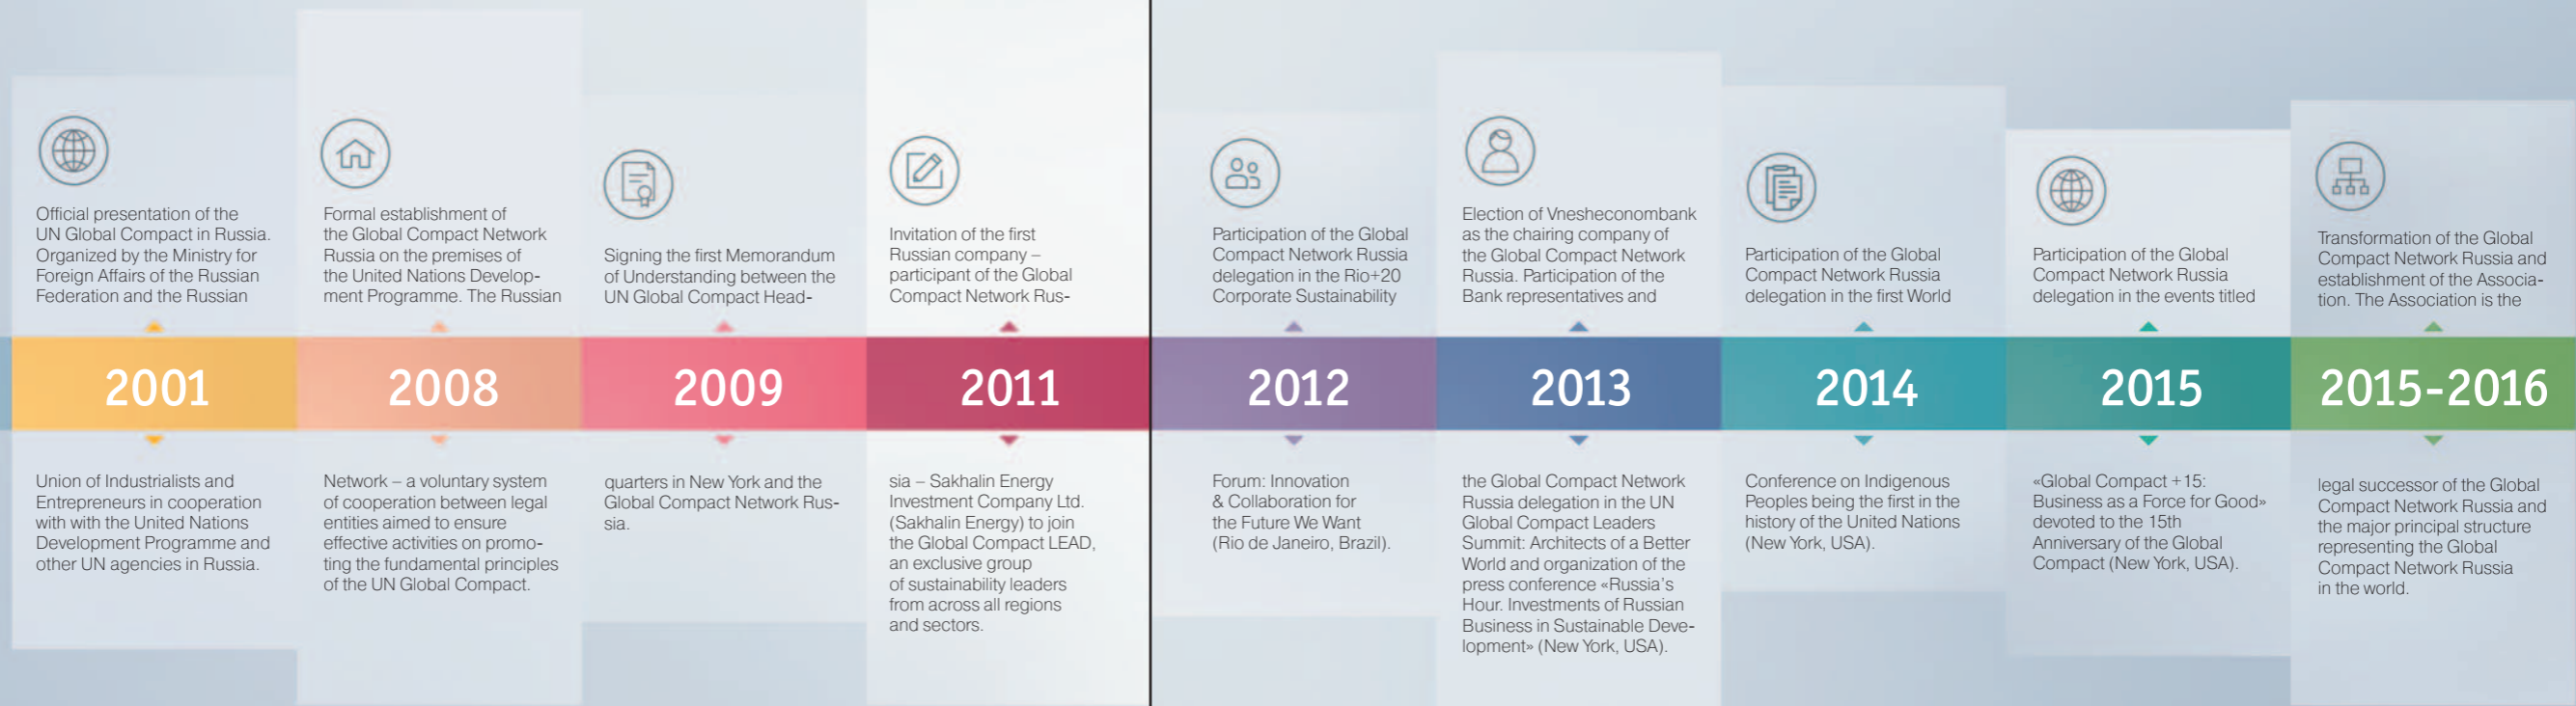 Official presentation of the
UN Global Compact in Russia.
Organized by the Ministry for
Foreign Affairs of the Russian
Federation and the Russian
2001
Union of Industrialists and
Entrepreneurs in cooperation
with with the United Nations
Development Programme and
other UN agencies in Russia.
Formal establishment of
the Global Compact Network
Russia on the premises of
the United Nations Develop-
ment Programme. The Russian
2008
Network – a voluntary system
of cooperation between legal
entities aimed to ensure
effective activities on promo-
ting the fundamental principles
of the UN Global Compact.
Signing the first Memorandum
of Understanding between the
UN Global Compact Head-
2009
quarters in New York and the
Global Compact Network Rus-
sia.
Invitation of the first
Russian company –
participant of the Global
Compact Network Rus-
2011
sia – Sakhalin Energy
Investment Company Ltd.
(Sakhalin Energy) to join
the Global Compact LEAD,
an exclusive group
of sustainability leaders
from across all regions
and sectors.
Participation of the Global
Compact Network Russia
delegation in the Rio+20
Corporate Sustainability
2012
Forum: Innovation
& Collaboration for
the Future We Want
(Rio de Janeiro, Brazil).
Election of Vnesheconombank
as the chairing company of
the Global Compact Network
Russia. Participation of the
Bank representatives and
2013
the Global Compact Network
Russia delegation in the UN
Global Compact Leaders
Summit: Architects of a Better
World and organization of the
press conference «Russia's
Hour. Investments of Russian
Business in Sustainable Deve-
lopment» (New York, USA).
Participation of the Global
Compact Network Russia
delegation in the first World
2014
Conference on Indigenous
Peoples being the first in the
history of the United Nations
(New York, USA).
Participation of the Global
Compact Network Russia
delegation in the events titled
2015
«Global Compact +15:
Business as a Force for Good»
devoted to the 15th
Anniversary of the Global
Compact (New York, USA).
Transformation of the Global
Compact Network Russia and
establishment of the Associa-
tion. The Association is the
2015-2016
legal successor of the Global
Compact Network Russia and
the major principal structure
representing the Global
Compact Network Russia
in the world.